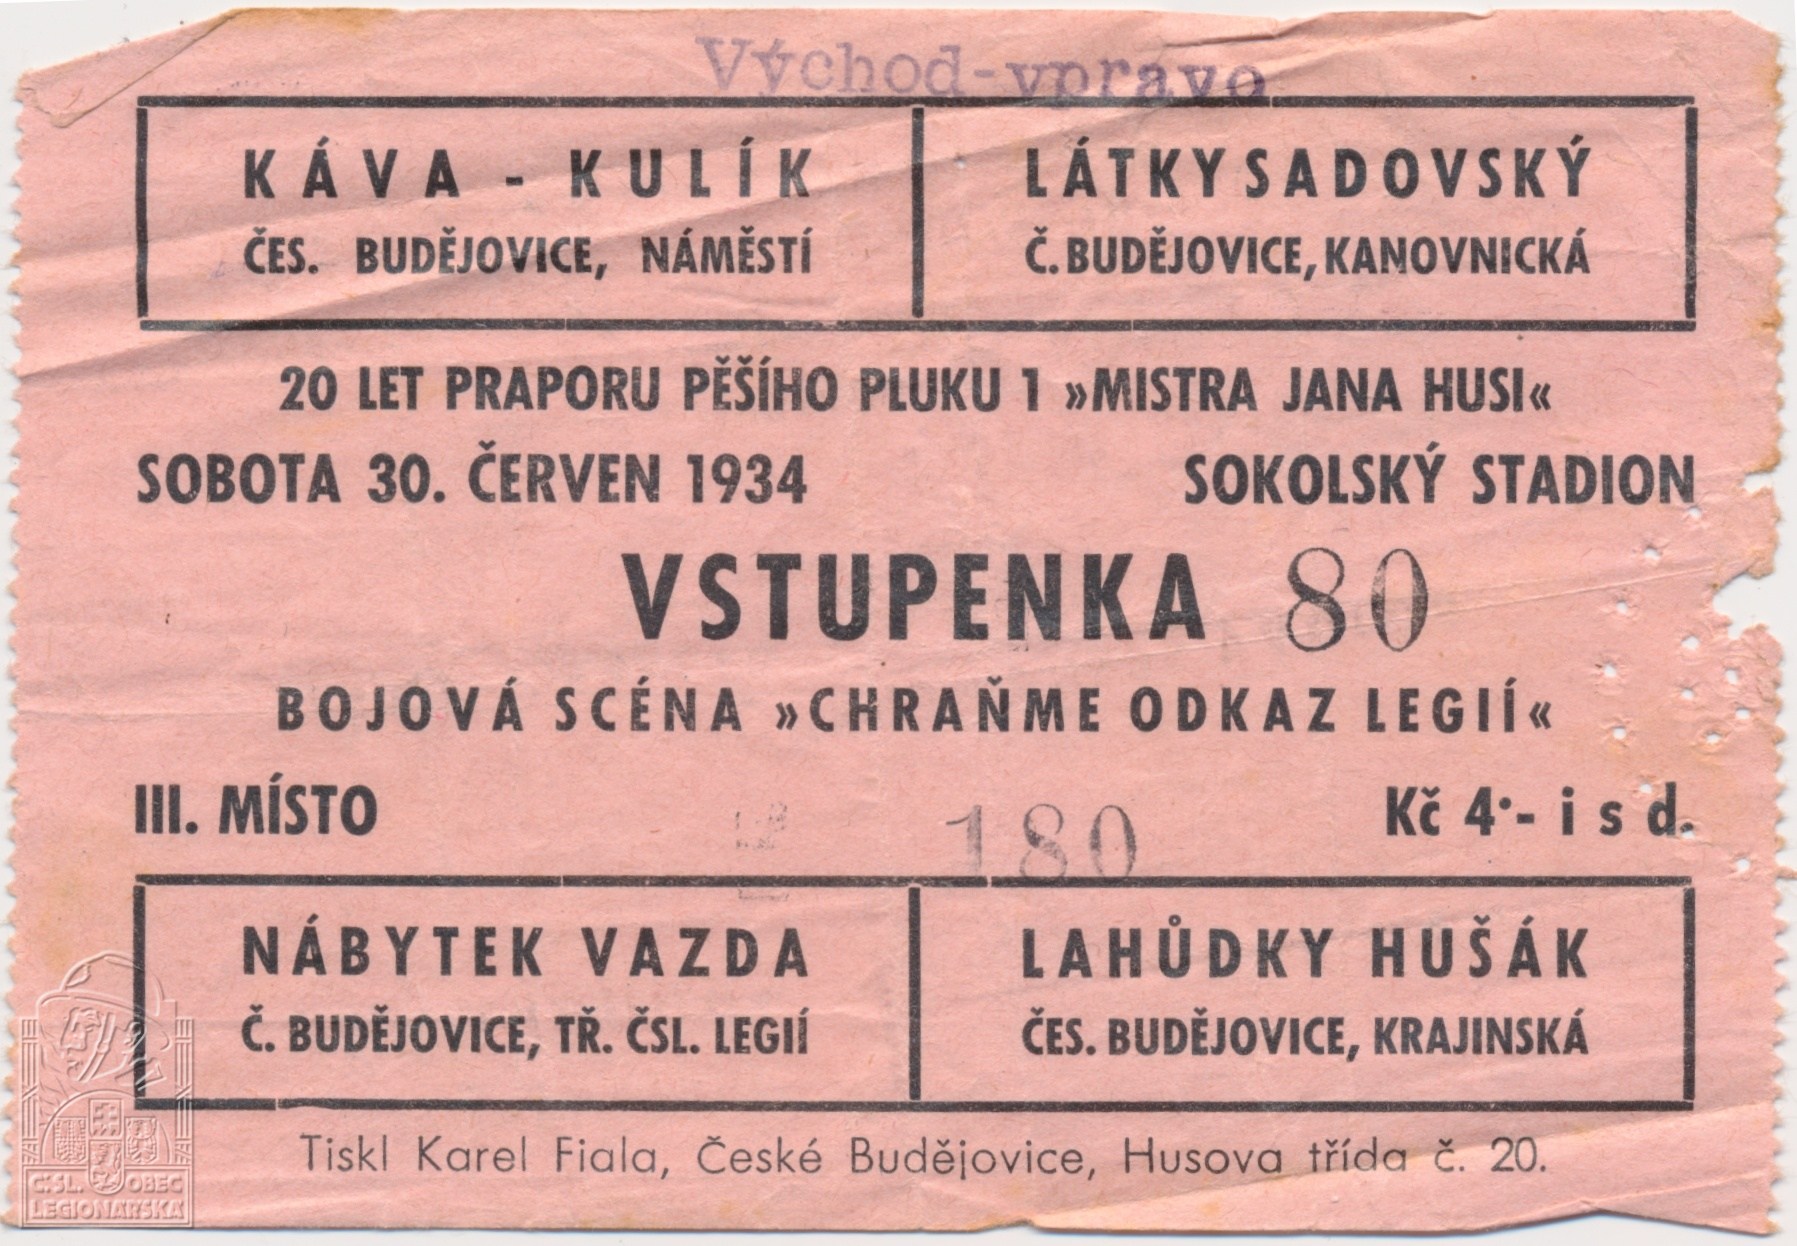 Východ-vpravo
KÁVA - KULÍK
ČES. BUDĚJOVICE, NÁMĚSTÍ
LÁTKY SADOVSKÝ
Č. BUDĚJOVICE, KANOVNICKÁ
20 LET PRAPORU PĚŠÍHO PLUKU 1 »MISTRA JANA HUSI«
SOBOTA 30. ČERVEN 1934 SOKOLSKÝ STADION
VSTUPENKA 80
BOJOVÁ SCÉNA »CHRAŇME ODKAZ LEGIÍ«
III. MÍSTO 180 Kč 4·- i s d.
NÁBYTEK VAZDA
Č. BUDĚJOVICE, TŘ. ČSL. LEGIÍ
LAHŮDKY HUŠÁK
ČES. BUDĚJOVICE, KRAJINSKÁ
Tiskl Karel Fiala, České Budějovice, Husova třída č. 20.
Č.SL. OBEC
LEGIONÁŘSKÁ